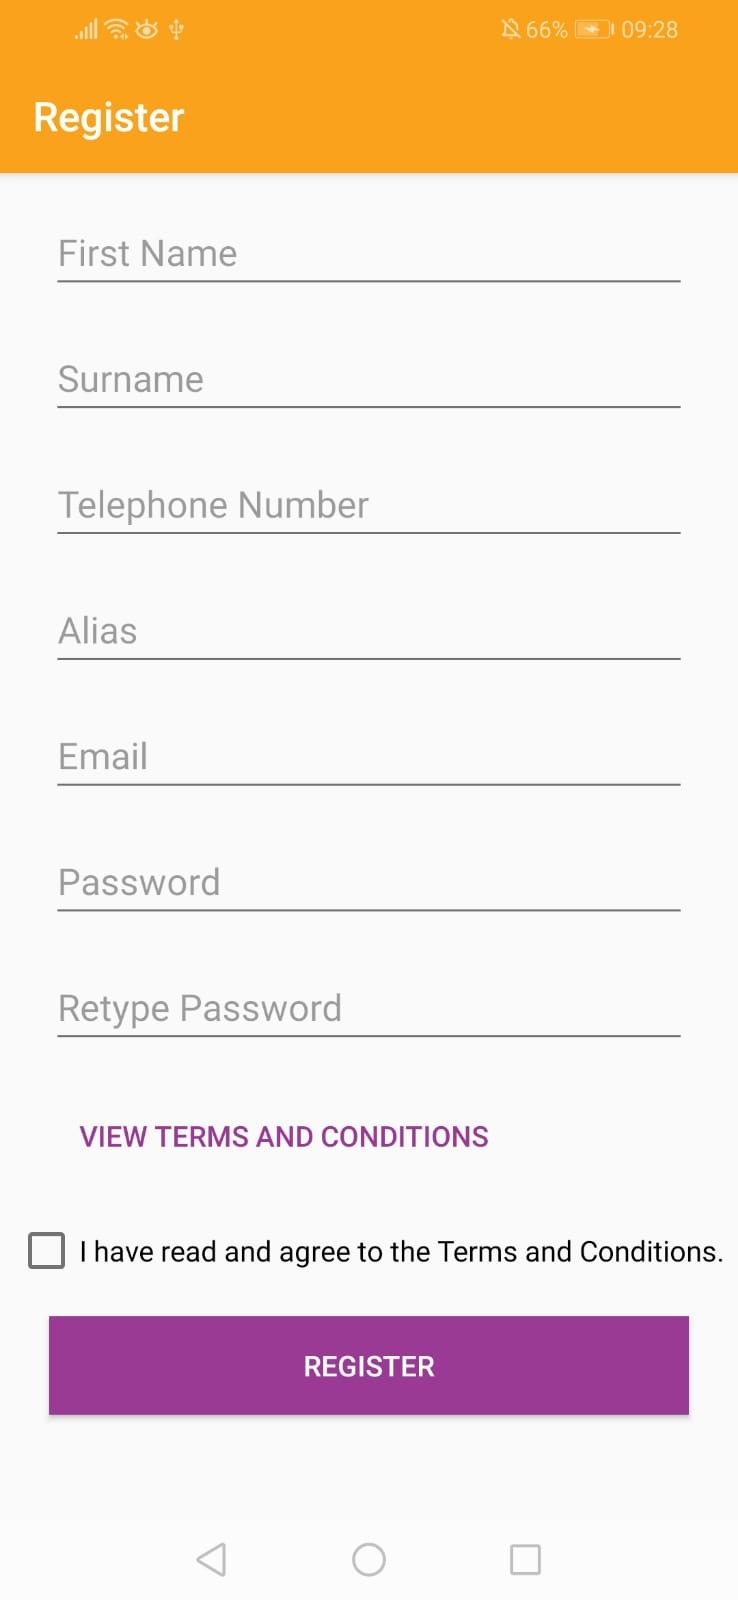 66% 09:28
Register
First Name
Surname
Telephone Number
Alias
Email
Password
Retype Password
VIEW TERMS AND CONDITIONS
I have read and agree to the Terms and Conditions.
REGISTER